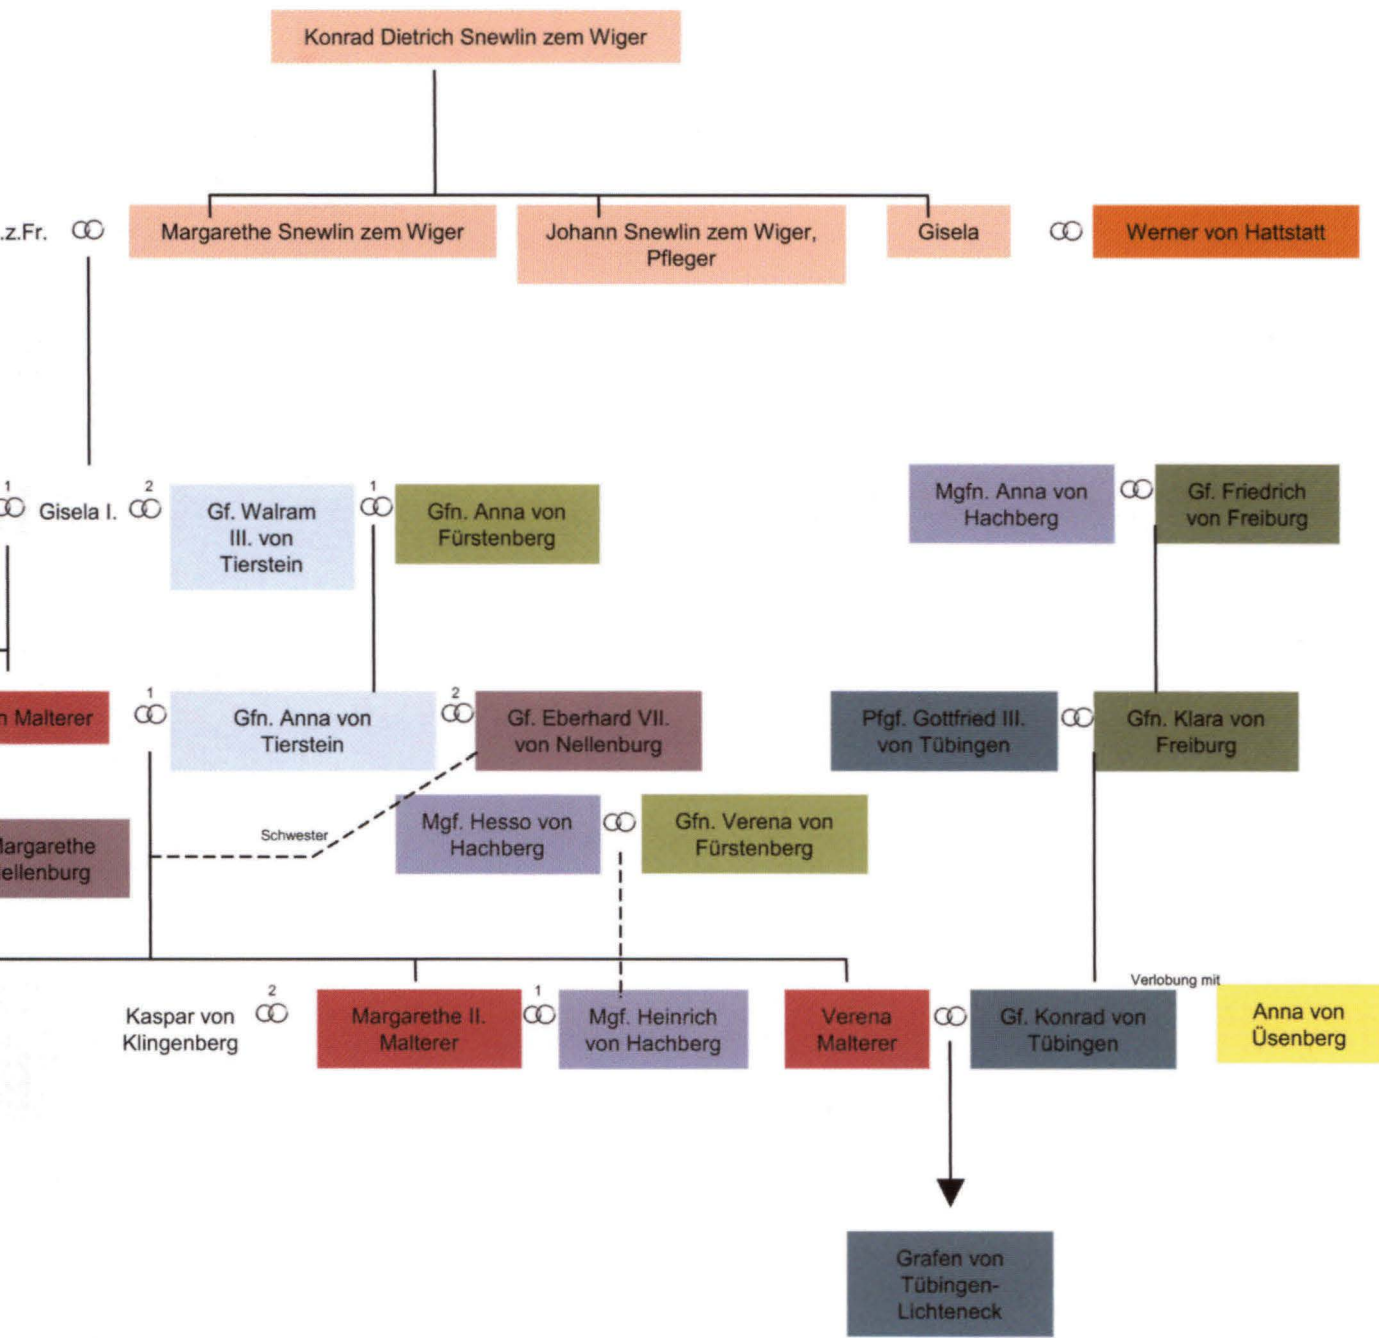 Konrad Dietrich Snewlin zem Wiger
.z.Fr.
Margarethe Snewlin zem Wiger
Johann Snewlin zem Wiger,
Pfleger
Gisela
Werner von Hattstatt
1
Gisela I.
2
Gf. Walram
III. von
Tierstein
1
Gfn. Anna von
Fürstenberg
Mgfn. Anna von
Hachberg
Gf. Friedrich
von Freiburg
n Malterer
1
Gfn. Anna von
Tierstein
2
Gf. Eberhard VII.
von Nellenburg
Pfgf. Gottfried III.
von Tübingen
Gfn. Klara von
Freiburg
Margarethe
Nellenburg
Schwester
Mgf. Hesso von
Hachberg
Gfn. Verena von
Fürstenberg
Kaspar von
Klingenberg
2
Margarethe II.
Malterer
1
Mgf. Heinrich
von Hachberg
Verena
Malterer
Gf. Konrad von
Tübingen
Verlobung mit
Anna von
Üsenberg
Grafen von
Tübingen-
Lichteneck